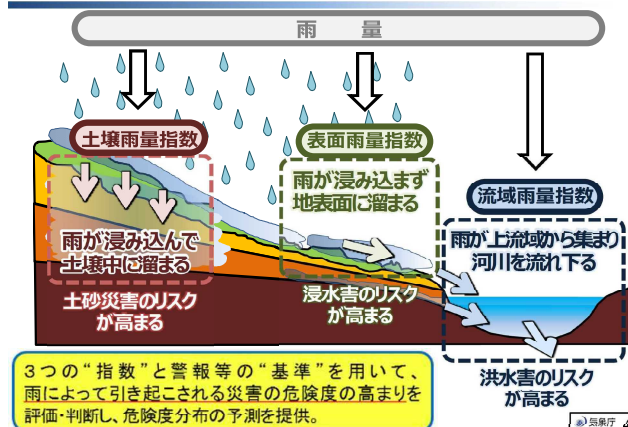 雨　量
土壌雨量指数
表面雨量指数
流域雨量指数
雨が浸み込んで
土壌中に留まる
土砂災害のリスク
が高まる
雨が浸み込まず
地表面に留まる
浸水害のリスク
が高まる
雨が上流域から集まり
河川を流れ下る
洪水害のリスク
が高まる
３つの“指数”と警報等の“基準”を用いて、
雨によって引き起こされる災害の危険度の高まりを
評価・判断し、危険度分布の予測を提供。
気象庁